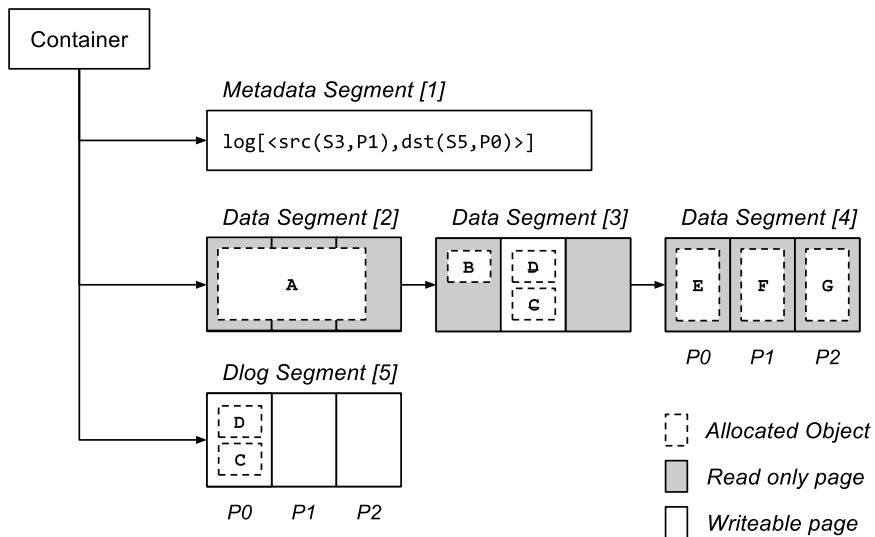 Container
Metadata Segment [1]
log[<src(S3,P1),dst(S5,P0)>]
Data Segment [2]
Data Segment [3]
Data Segment [4]
A
B
D
C
E
F
G
P0
P1
P2
Dlog Segment [5]
D
C
P0
P1
P2
Allocated Object
Read only page
Writeable page